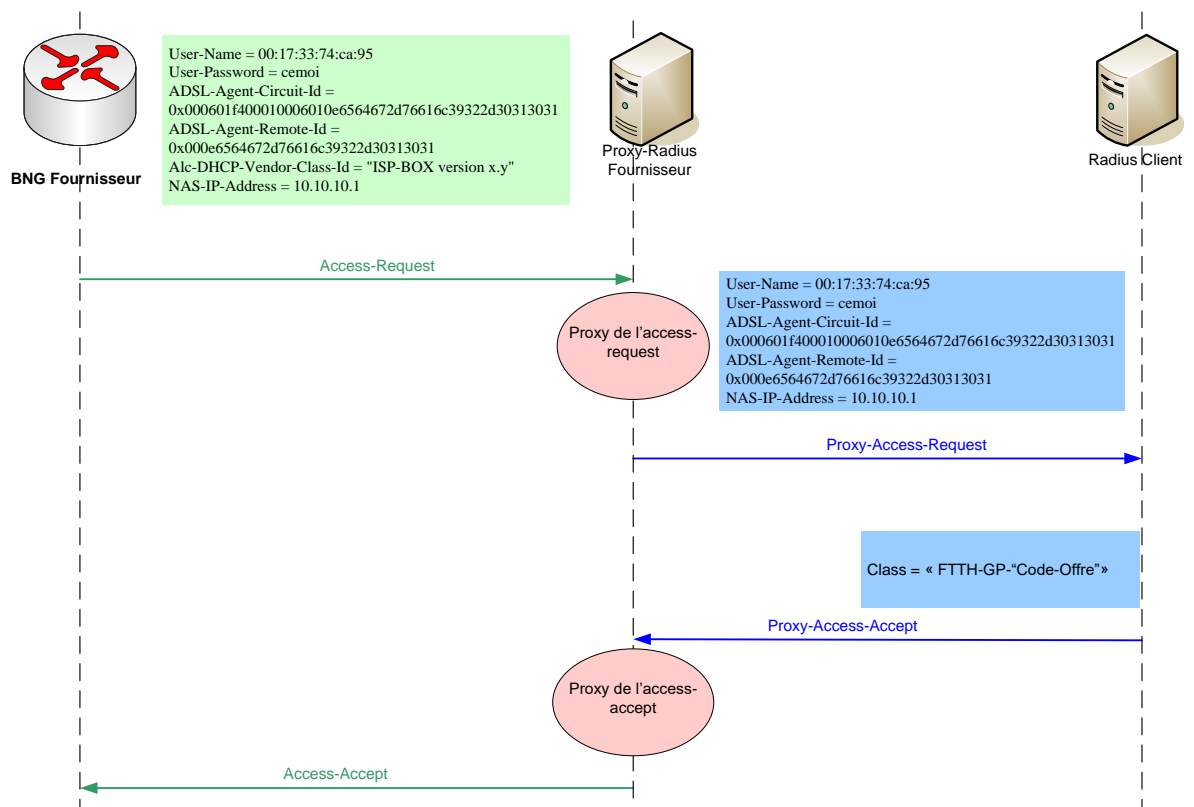 BNG Fournisseur
User-Name = 00:17:33:74:ca:95
User-Password = cemoi
ADSL-Agent-Circuit-Id =
0x000601f400010006010e6564672d76616c39322d30313031
ADSL-Agent-Remote-Id =
0x000e6564672d76616c39322d30313031
Alc-DHCP-Vendor-Class-Id = "ISP-BOX version x.y"
NAS-IP-Address = 10.10.10.1
Proxy-Radius
Fournisseur
Radius Client
Access-Request
Proxy de l’access-
request
User-Name = 00:17:33:74:ca:95
User-Password = cemoi
ADSL-Agent-Circuit-Id =
0x000601f400010006010e6564672d76616c39322d30313031
ADSL-Agent-Remote-Id =
0x000e6564672d76616c39322d30313031
NAS-IP-Address = 10.10.10.1
Proxy-Access-Request
Class = « FTTH-GP-“Code-Offre”»
Proxy-Access-Accept
Proxy de l’access-
accept
Access-Accept